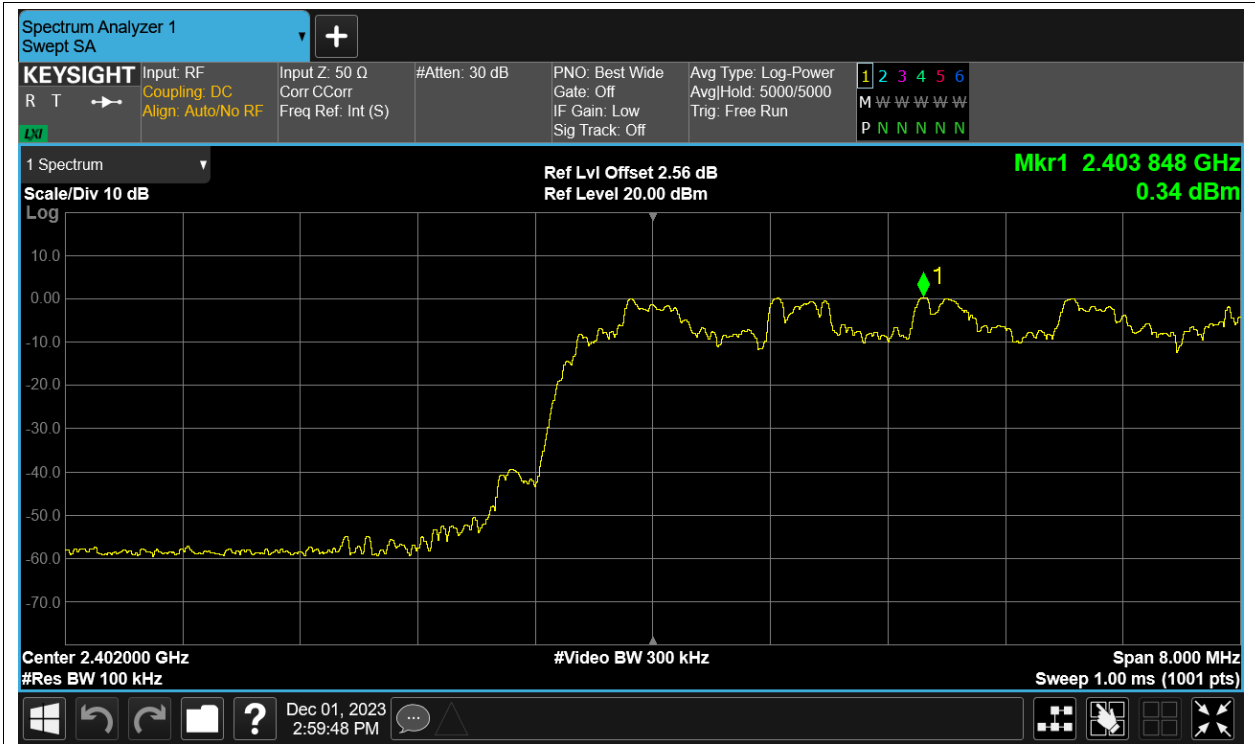 Spectrum Analyzer 1
Swept SA
+
KEYSIGHT
R T
LXI
Input: RF
Coupling: DC
Align: Auto/No RF
Input Z: 50 Ω
Corr CCorr
Freq Ref: Int (S)
#Atten: 30 dB
PNO: Best Wide
Gate: Off
IF Gain: Low
Sig Track: Off
Avg Type: Log-Power
Avg|Hold: 5000/5000
Trig: Free Run
1 2 3 4 5 6
M W W W W W
P N N N N N
1 Spectrum
Scale/Div 10 dB
Log
Ref Lvl Offset 2.56 dB
Ref Level 20.00 dBm
Mkr1 2.403 848 GHz
0.34 dBm
10.0
0.00
-10.0
-20.0
-30.0
-40.0
-50.0
-60.0
-70.0
1
Center 2.402000 GHz
#Res BW 100 kHz
#Video BW 300 kHz
Span 8.000 MHz
Sweep 1.00 ms (1001 pts)
?
Dec 01, 2023
2:59:48 PM